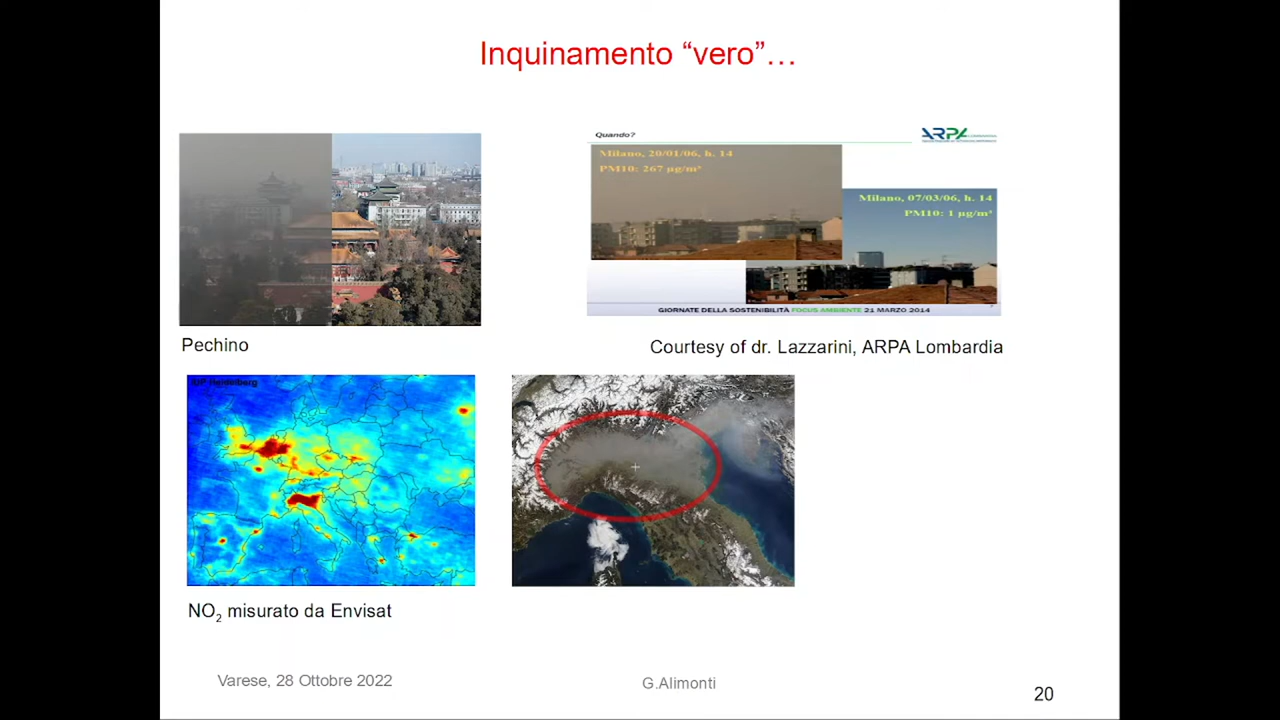 Inquinamento “vero”…
Quando?
ARPA
Milano, 20/01/06, h. 14
PM10: 267 µg/m³
Milano, 07/03/06, h. 14
PM10: 1 µg/m³
GIORNATE DELLA SOSTENIBILITÀ FOCUS AMBIENTE 21 MARZO 2014
Pechino
Courtesy of dr. Lazzarini, ARPA Lombardia
Heidelberg
NO₂ misurato da Envisat
Varese, 28 Ottobre 2022
G.Alimonti
20